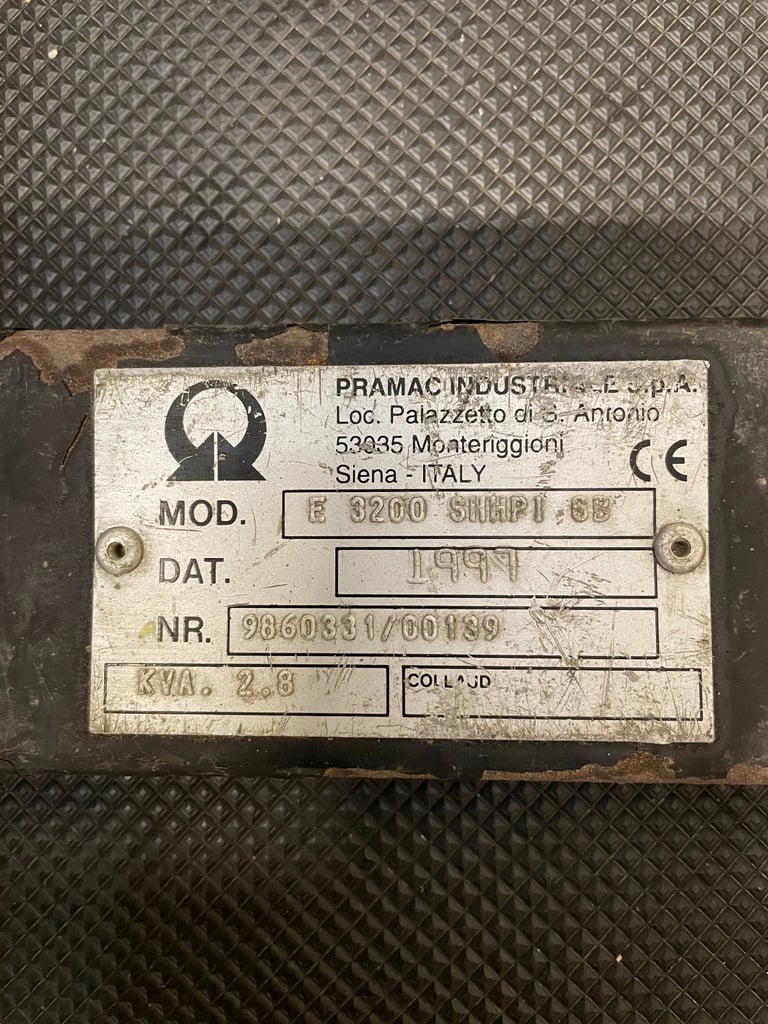 PRAMAC INDUSTRIALE S.p.A.
Loc. Palazzetto di S. Antonio
53035 Monteriggioni
Siena - ITALY
CE
MOD. E 3200 SHHPI GB
DAT. 1997
NR. 9860331/00139
KVA. 2.8
COLLAUD